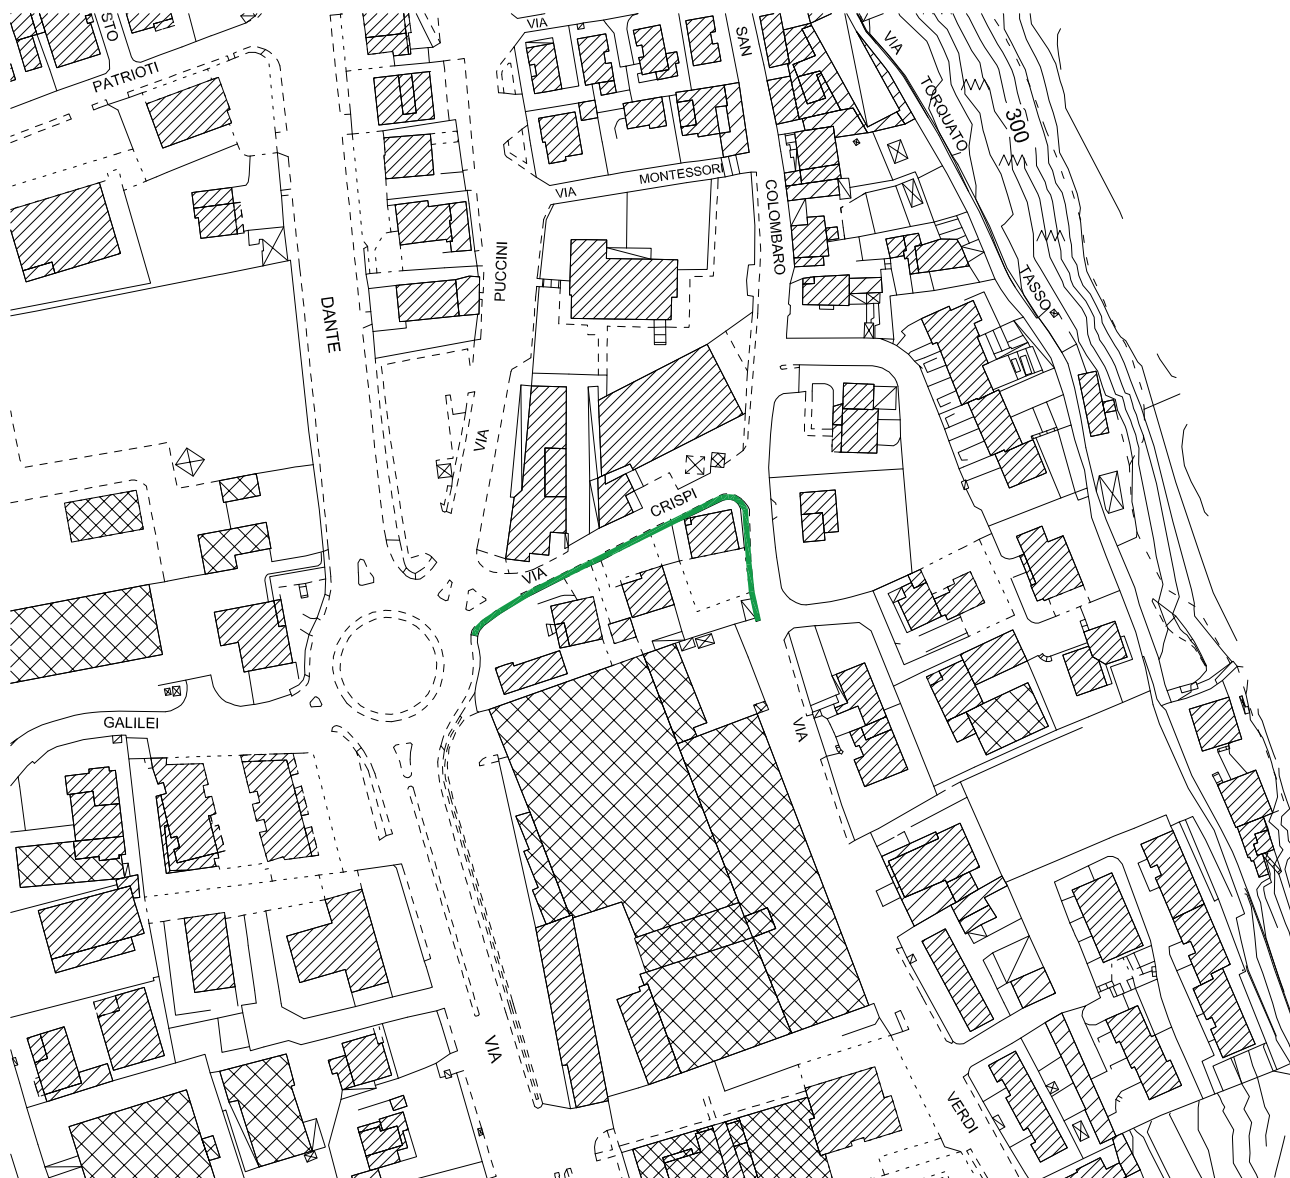 STO
PATRIOTI
VIA
SAN
VIA
TORQUATO
300
VIA
MONTESSORI
COLOMBARO
PUCCINI
TASSO
DANTE
VIA
CRISPI
VIA
GALILEI
VIA
VIA
VERDI